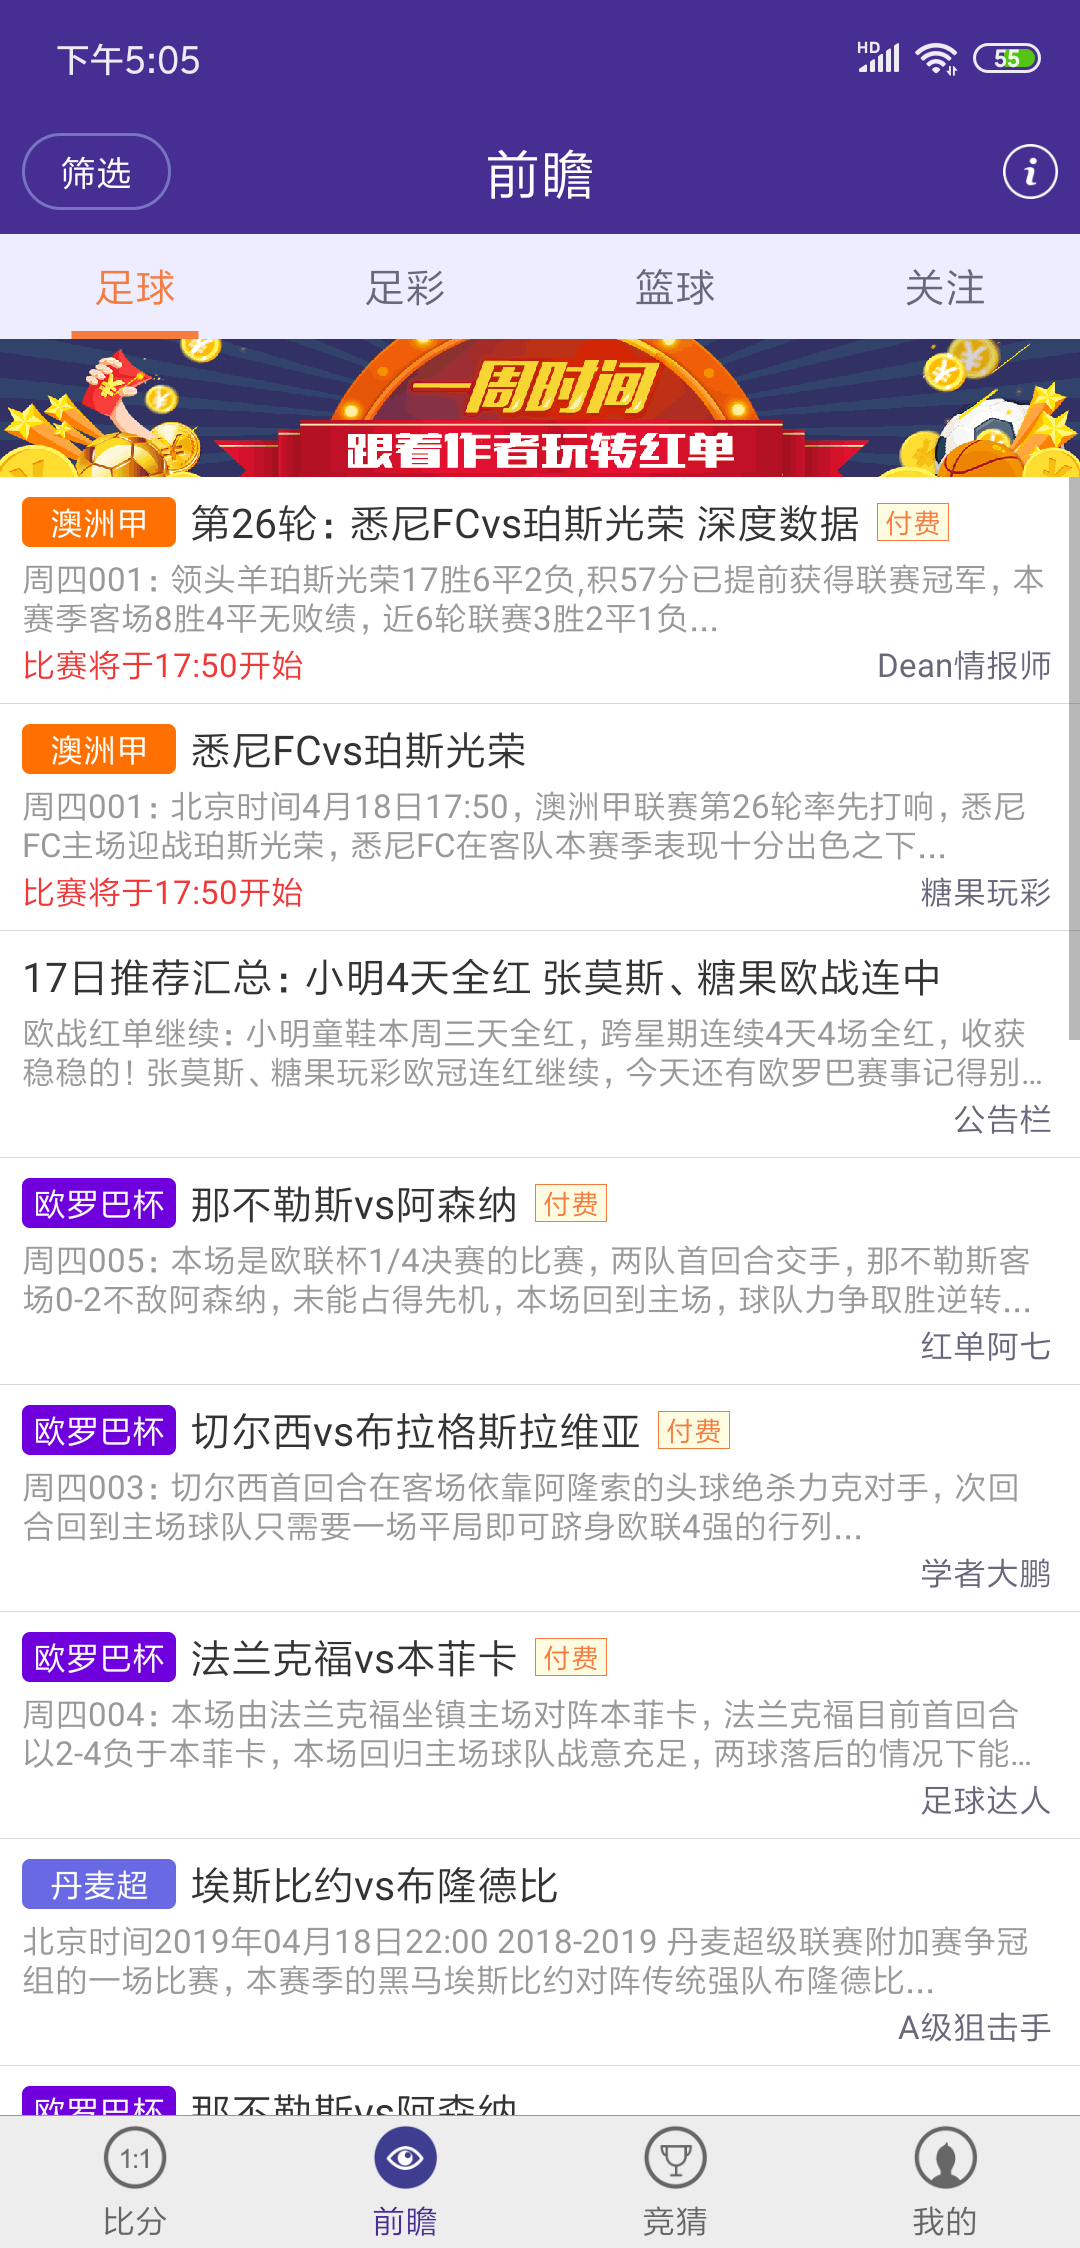 下午5:05
HD
55
筛选
前瞻
i
足球
足彩
篮球
关注
一周时间
跟着作者玩转红单
澳洲甲 第26轮：悉尼FCvs珀斯光荣 深度数据 付费
周四001：领头羊珀斯光荣17胜6平2负,积57分已提前获得联赛冠军，本
赛季客场8胜4平无败绩，近6轮联赛3胜2平1负...
比赛将于17:50开始
Dean情报师
澳洲甲 悉尼FCvs珀斯光荣
周四001：北京时间4月18日17:50，澳洲甲联赛第26轮率先打响，悉尼
FC主场迎战珀斯光荣，悉尼FC在客队本赛季表现十分出色之下...
比赛将于17:50开始
糖果玩彩
17日推荐汇总：小明4天全红 张莫斯、糖果欧战连中
欧战红单继续：小明童鞋本周三天全红，跨星期连续4天4场全红，收获
稳稳的！张莫斯、糖果玩彩欧冠连红继续，今天还有欧罗巴赛事记得别...
公告栏
欧罗巴杯 那不勒斯vs阿森纳 付费
周四005：本场是欧联杯1/4决赛的比赛，两队首回合交手，那不勒斯客
场0-2不敌阿森纳，未能占得先机，本场回到主场，球队力争取胜逆转...
红单阿七
欧罗巴杯 切尔西vs布拉格斯拉维亚 付费
周四003：切尔西首回合在客场依靠阿隆索的头球绝杀力克对手，次回
合回到主场球队只需要一场平局即可跻身欧联4强的行列...
学者大鹏
欧罗巴杯 法兰克福vs本菲卡 付费
周四004：本场由法兰克福坐镇主场对阵本菲卡，法兰克福目前首回合
以2-4负于本菲卡，本场回归主场球队战意充足，两球落后的情况下能...
足球达人
丹麦超 埃斯比约vs布隆德比
北京时间2019年04月18日22:00 2018-2019 丹麦超级联赛附加赛争冠
组的一场比赛，本赛季的黑马埃斯比约对阵传统强队布隆德比...
A级狙击手
欧罗巴杯 那不勒斯vs阿森纳
1:1
比分
前瞻
竞猜
我的